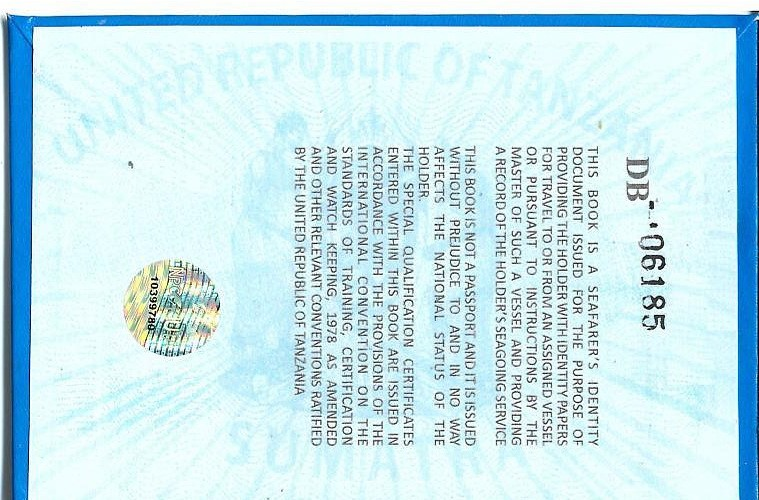 UNITED REPUBLIC OF TANZANIA
DB- 06185
THIS BOOK IS A SEAFARER'S IDENTITY
DOCUMENT ISSUED FOR THE PURPOSE OF
PROVIDING THE HOLDER WITH IDENTITY PAPERS
FOR TRAVEL TO OR FROM AN ASSIGNED VESSEL
OR PURSUANT TO INSTRUCTIONS BY THE
MASTER OF SUCH A VESSEL AND PROVIDING
A RECORD OF THE HOLDER'S SEAGOING SERVICE
THIS BOOK IS NOT A PASSPORT AND IT IS ISSUED
WITHOUT PREJUDICE TO AND IN NO WAY
AFFECTS THE NATIONAL STATUS OF THE
HOLDER.
THE SPECIAL QUALIFICATION CERTIFICATES
ENTERED WITHIN THIS BOOK ARE ISSUED IN
ACCORDANCE WITH THE PROVISIONS OF THE
INTERNATIONAL CONVENTION ON THE
STANDARDS OF TRAINING, CERTIFICATION
AND WATCH KEEPING, 1978 AS AMENDED
AND OTHER RELEVANT CONVENTIONS RATIFIED
BY THE UNITED REPUBLIC OF TANZANIA
SUMATRA